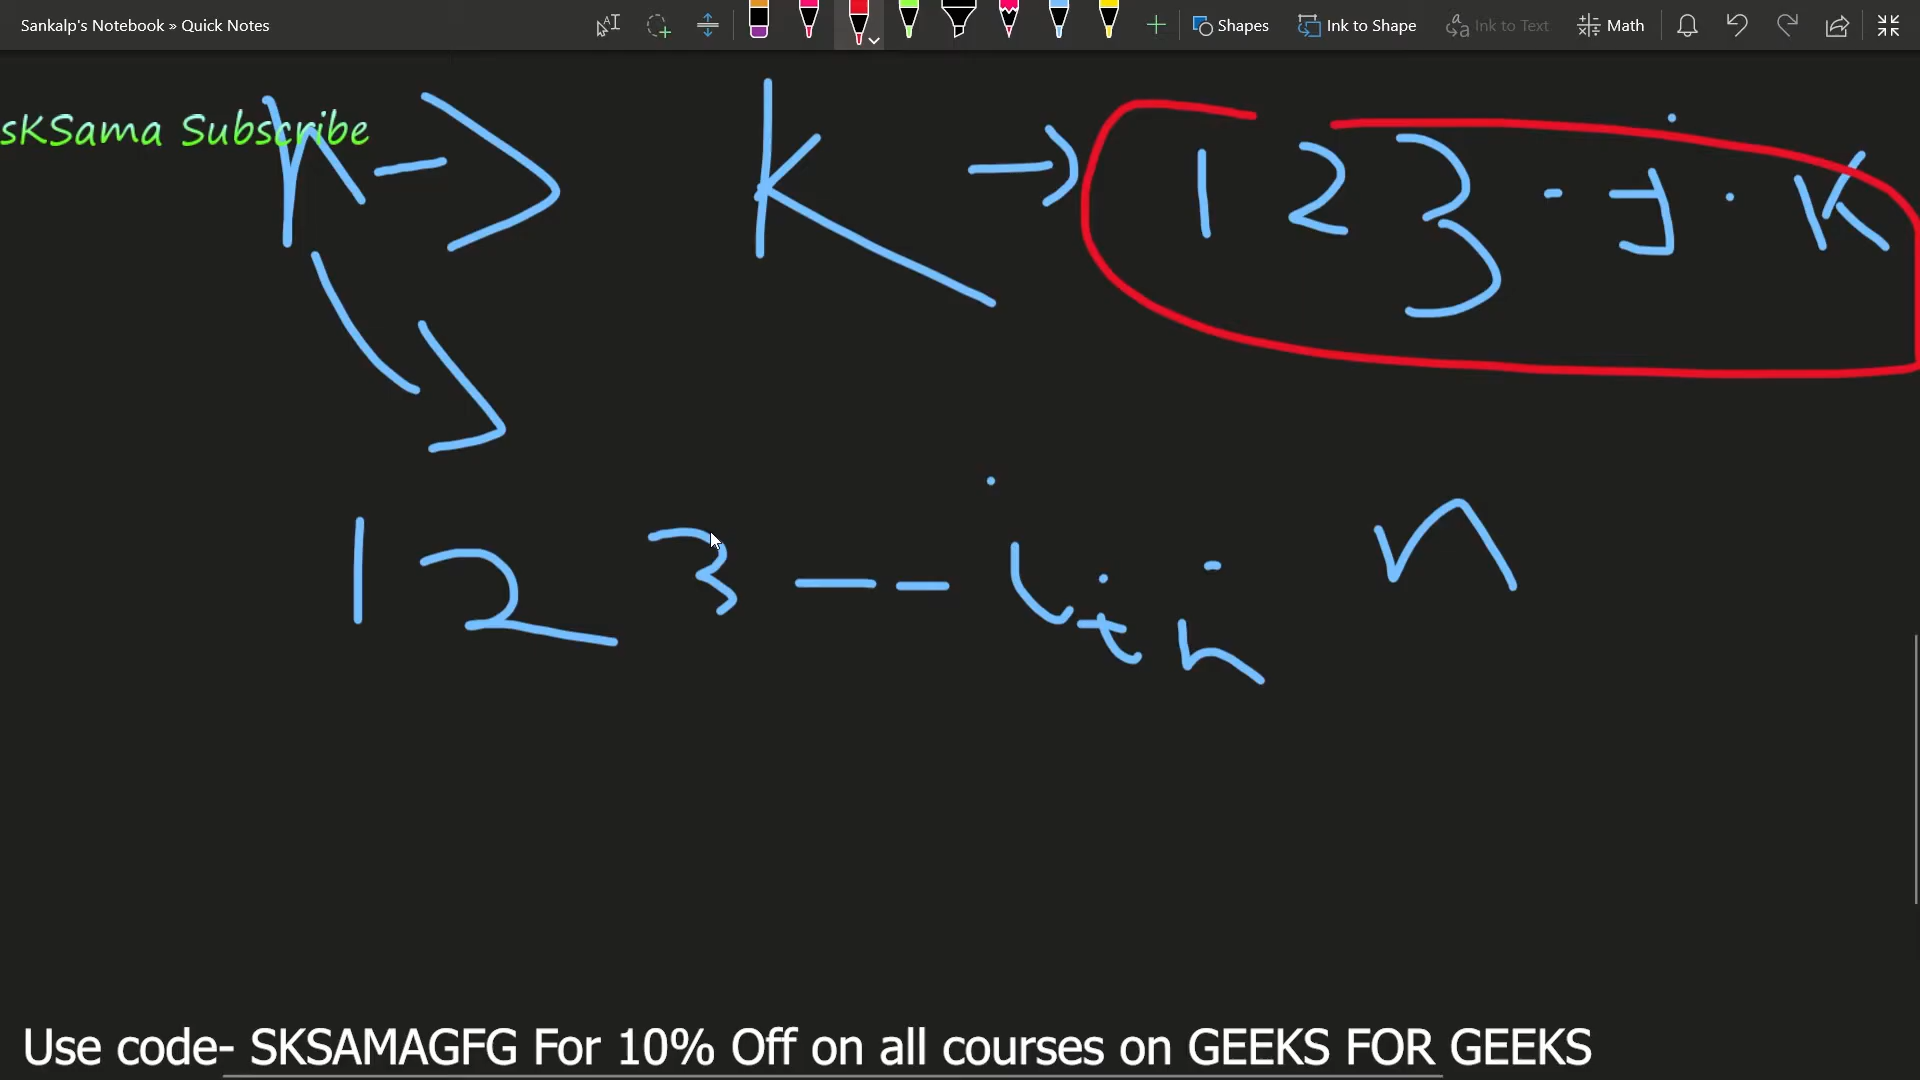 Sankalp's Notebook » Quick Notes Shapes Ink to Shape Ink to Text Math
sKSama Subscribe
n -> K -> 1 2 3 - j . K
1 2 3 -- ith - n
Use code- SKSAMAGFG For 10% Off on all courses on GEEKS FOR GEEKS